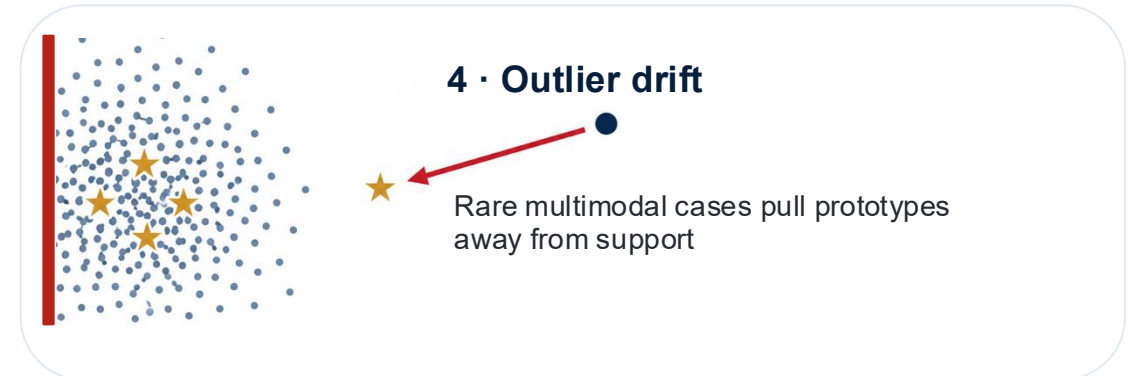 4 · Outlier drift
Rare multimodal cases pull prototypes
away from support